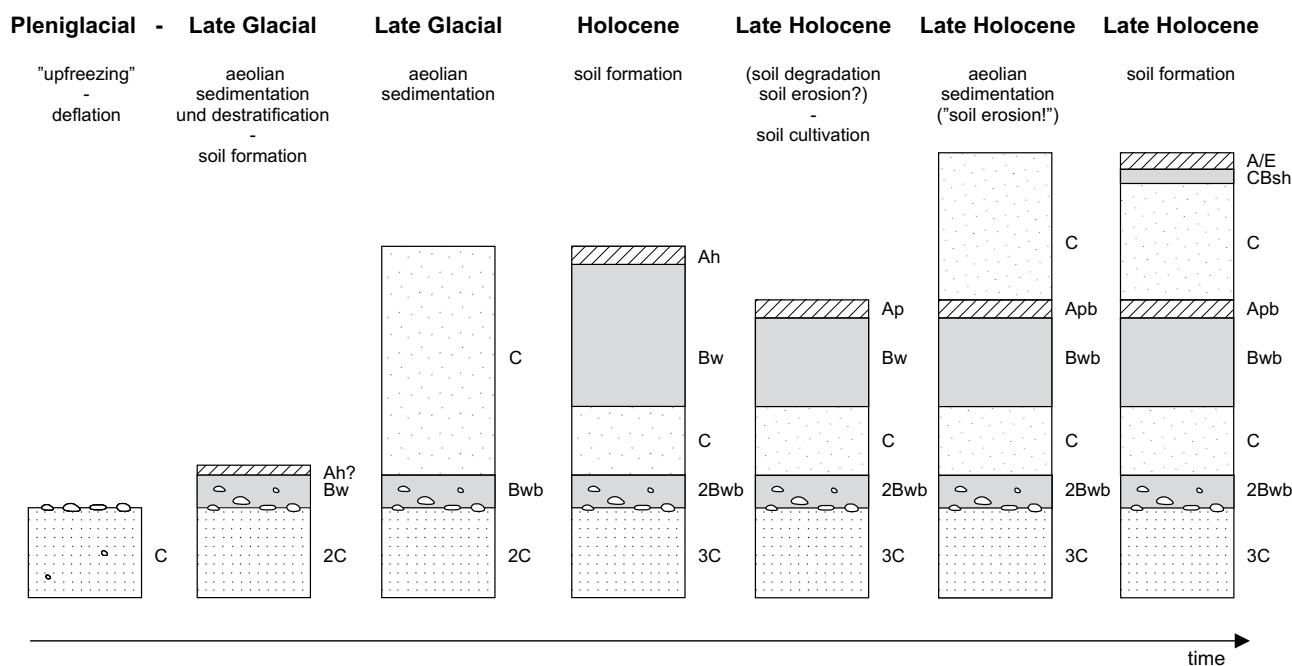 Pleniglacial - Late Glacial
Late Glacial
Holocene
Late Holocene
Late Holocene
Late Holocene
"upfreezing"
-
deflation
aeolian
sedimentation
und destratification
-
soil formation
aeolian
sedimentation
soil formation
(soil degradation
soil erosion?)
-
soil cultivation
aeolian
sedimentation
("soil erosion!")
soil formation
C
Ah?
Bw
2C
C
Bwb
2C
Ah
Bw
C
2Bwb
3C
Ap
Bw
C
2Bwb
3C
C
Apb
Bwb
C
2Bwb
3C
A/E
CBsh
C
Apb
Bwb
C
2Bwb
3C
time